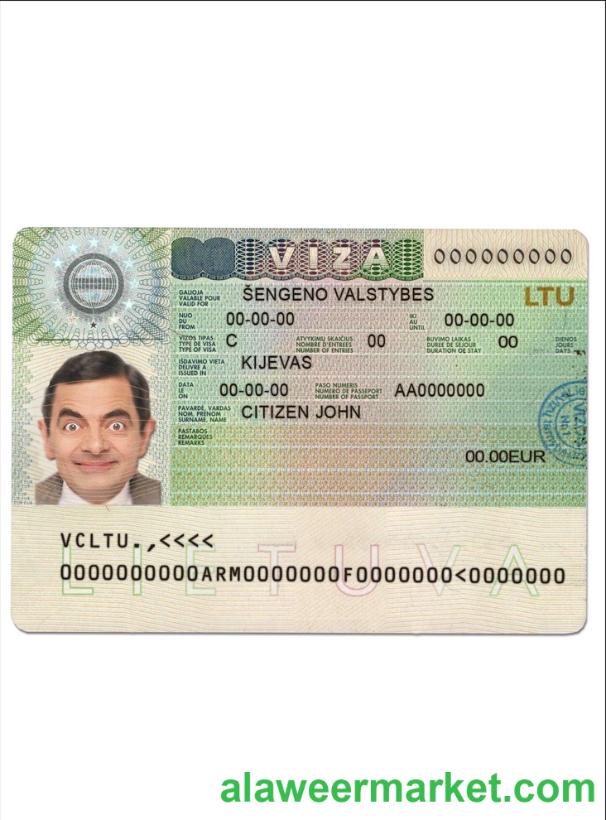 VIZA
000000000
GALIOJA
VALABLE POUR
VALID FOR
ŠENGENO VALSTYBES
LTU
NUO
DU
FROM
00-00-00
IKI
AU
UNTIL
00-00-00
VIZOS TIPAS
TYPE DE VISA
TYPE OF VISA
C
ATVYKIMŲ SKAIČIUS
NOMBRE D'ENTREES
NUMBER OF ENTRIES
00
BUVIMO LAIKAS
DUREE DE SEJOUR
DURATION OF STAY
00
DIENOS
JOURS
DAYS
IŠDAVIMO VIETA
DELIVRE A
ISSUED IN
KIJEVAS
DATA
LE
ON
00-00-00
PASO NUMERIS
NUMERO DE PASSEPORT
NUMBER OF PASSPORT
AA0000000
PAVARDĖ, VARDAS
NOM, PRENOM
SURNAME, NAME
CITIZEN JOHN
PASTABOS
REMARQUES
REMARKS
00.00EUR
VCLTU.,<<<<
LIETUVA
0000000000ARM0000000F0000000<0000000
alaweermarket.com